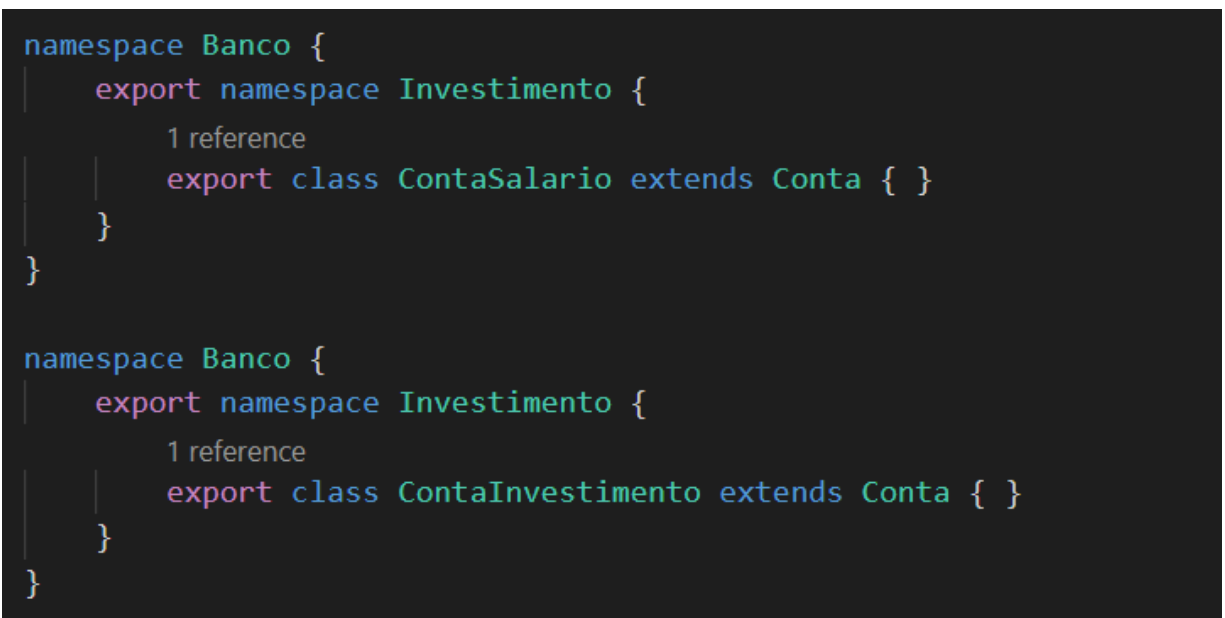 namespace Banco {
export namespace Investimento {
1 reference
export class ContaSalario extends Conta { }
}
}
namespace Banco {
export namespace Investimento {
1 reference
export class ContaInvestimento extends Conta { }
}
}